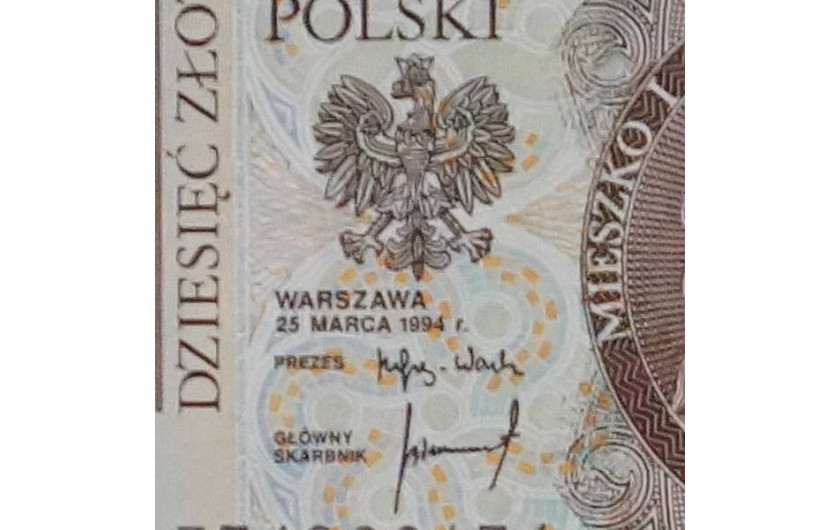 POLSKI
DZIESIĘĆ ZŁO
MIESZKO I
WARSZAWA
25 MARCA 1994 r.
PREZES
GŁÓWNY
SKARBNIK